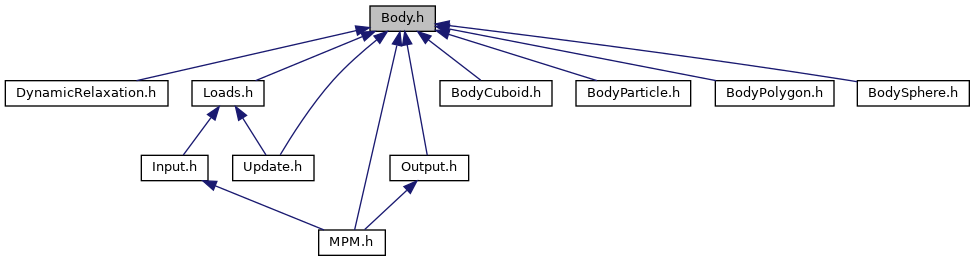 Body.h
DynamicRelaxation.h
Loads.h
BodyCuboid.h
BodyParticle.h
BodyPolygon.h
BodySphere.h
Input.h
Update.h
Output.h
MPM.h